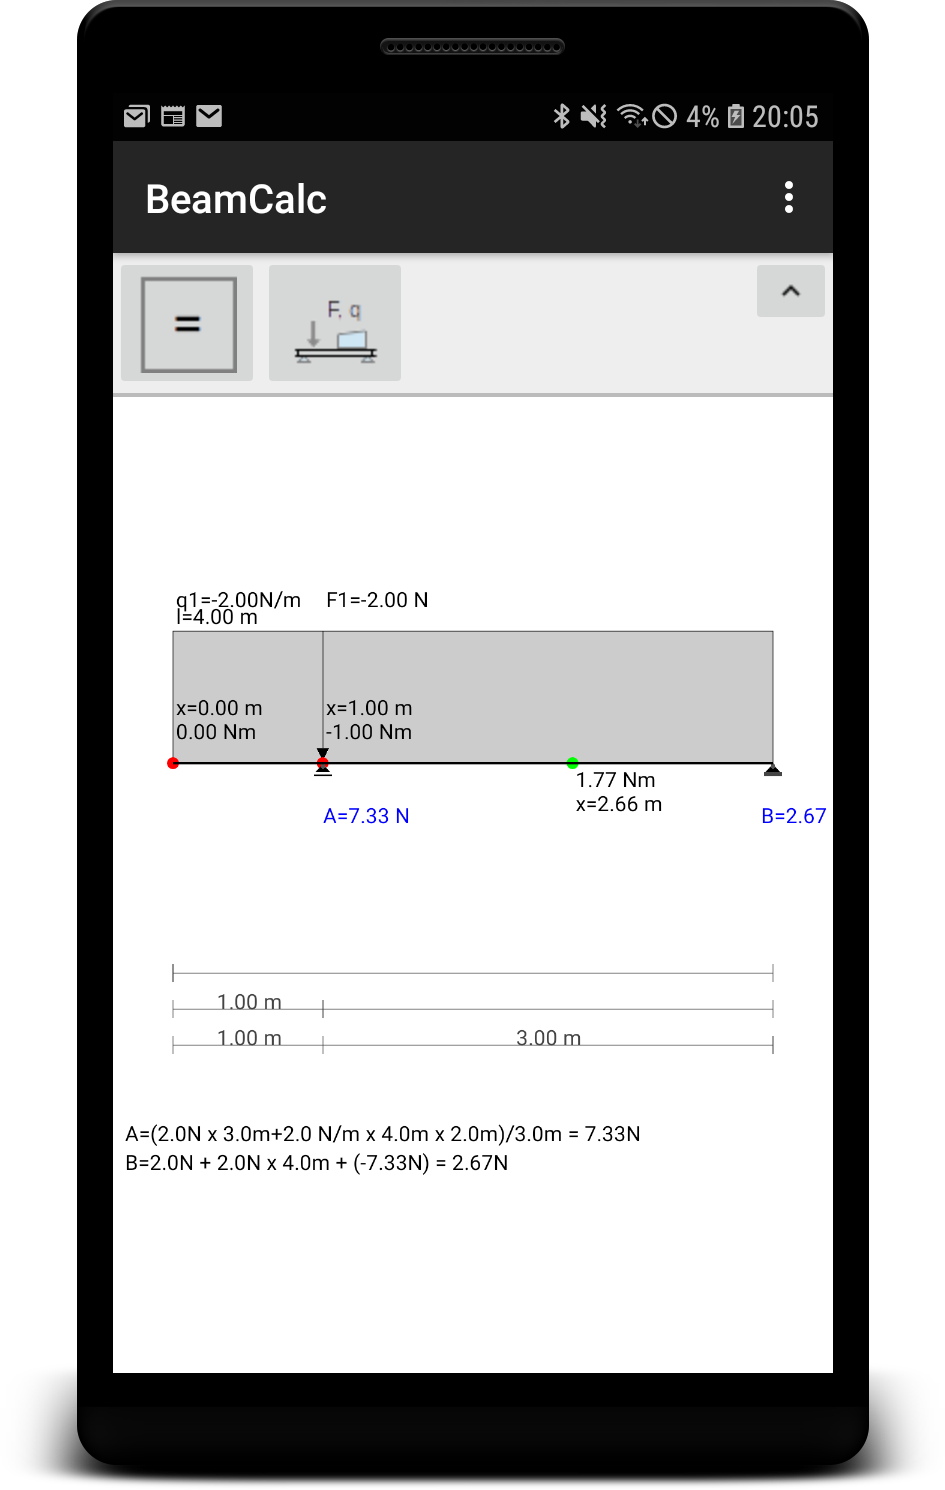 4% 20:05
BeamCalc
=
F, q
q1=-2.00N/m F1=-2.00 N
l=4.00 m
x=0.00 m x=1.00 m
0.00 Nm -1.00 Nm
1.77 Nm
x=2.66 m
A=7.33 N B=2.67
1.00 m
1.00 m 3.00 m
A=(2.0N x 3.0m+2.0 N/m x 4.0m x 2.0m)/3.0m = 7.33N
B=2.0N + 2.0N x 4.0m + (-7.33N) = 2.67N